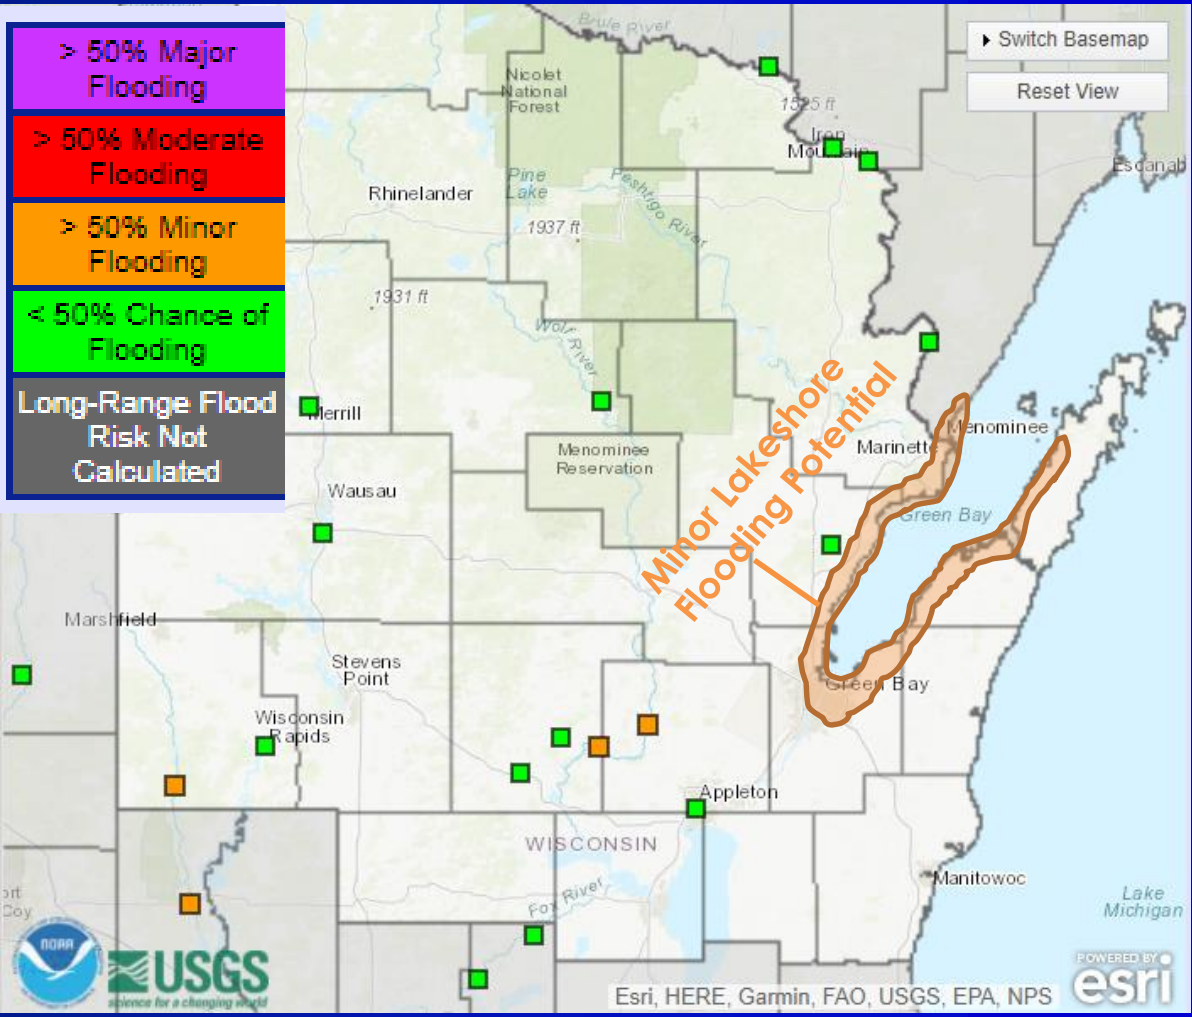 > 50% Major
Flooding
> 50% Moderate
Flooding
> 50% Minor
Flooding
< 50% Chance of
Flooding
Long-Range Flood
Risk Not
Calculated
Switch Basemap
Reset View
Brule River
Nicolet
National
Forest
1525 ft
Iron
Mountain
Escanab
Rhinelander
Pine
Lake
Peshtigo River
1937 ft
1931 ft
Wolf River
Merrill
Menominee
Marinette
Menominee
Reservation
Wausau
Green Bay
Minor Lakeshore
Flooding Potential
Marshfield
Stevens
Point
Green Bay
Wisconsin
Rapids
Appleton
WISCONSIN
Manitowoc
Fox River
ort
Coy
Lake
Michigan
NOAA
USGS
science for a changing world
Esri, HERE, Garmin, FAO, USGS, EPA, NPS
POWERED BY
esri